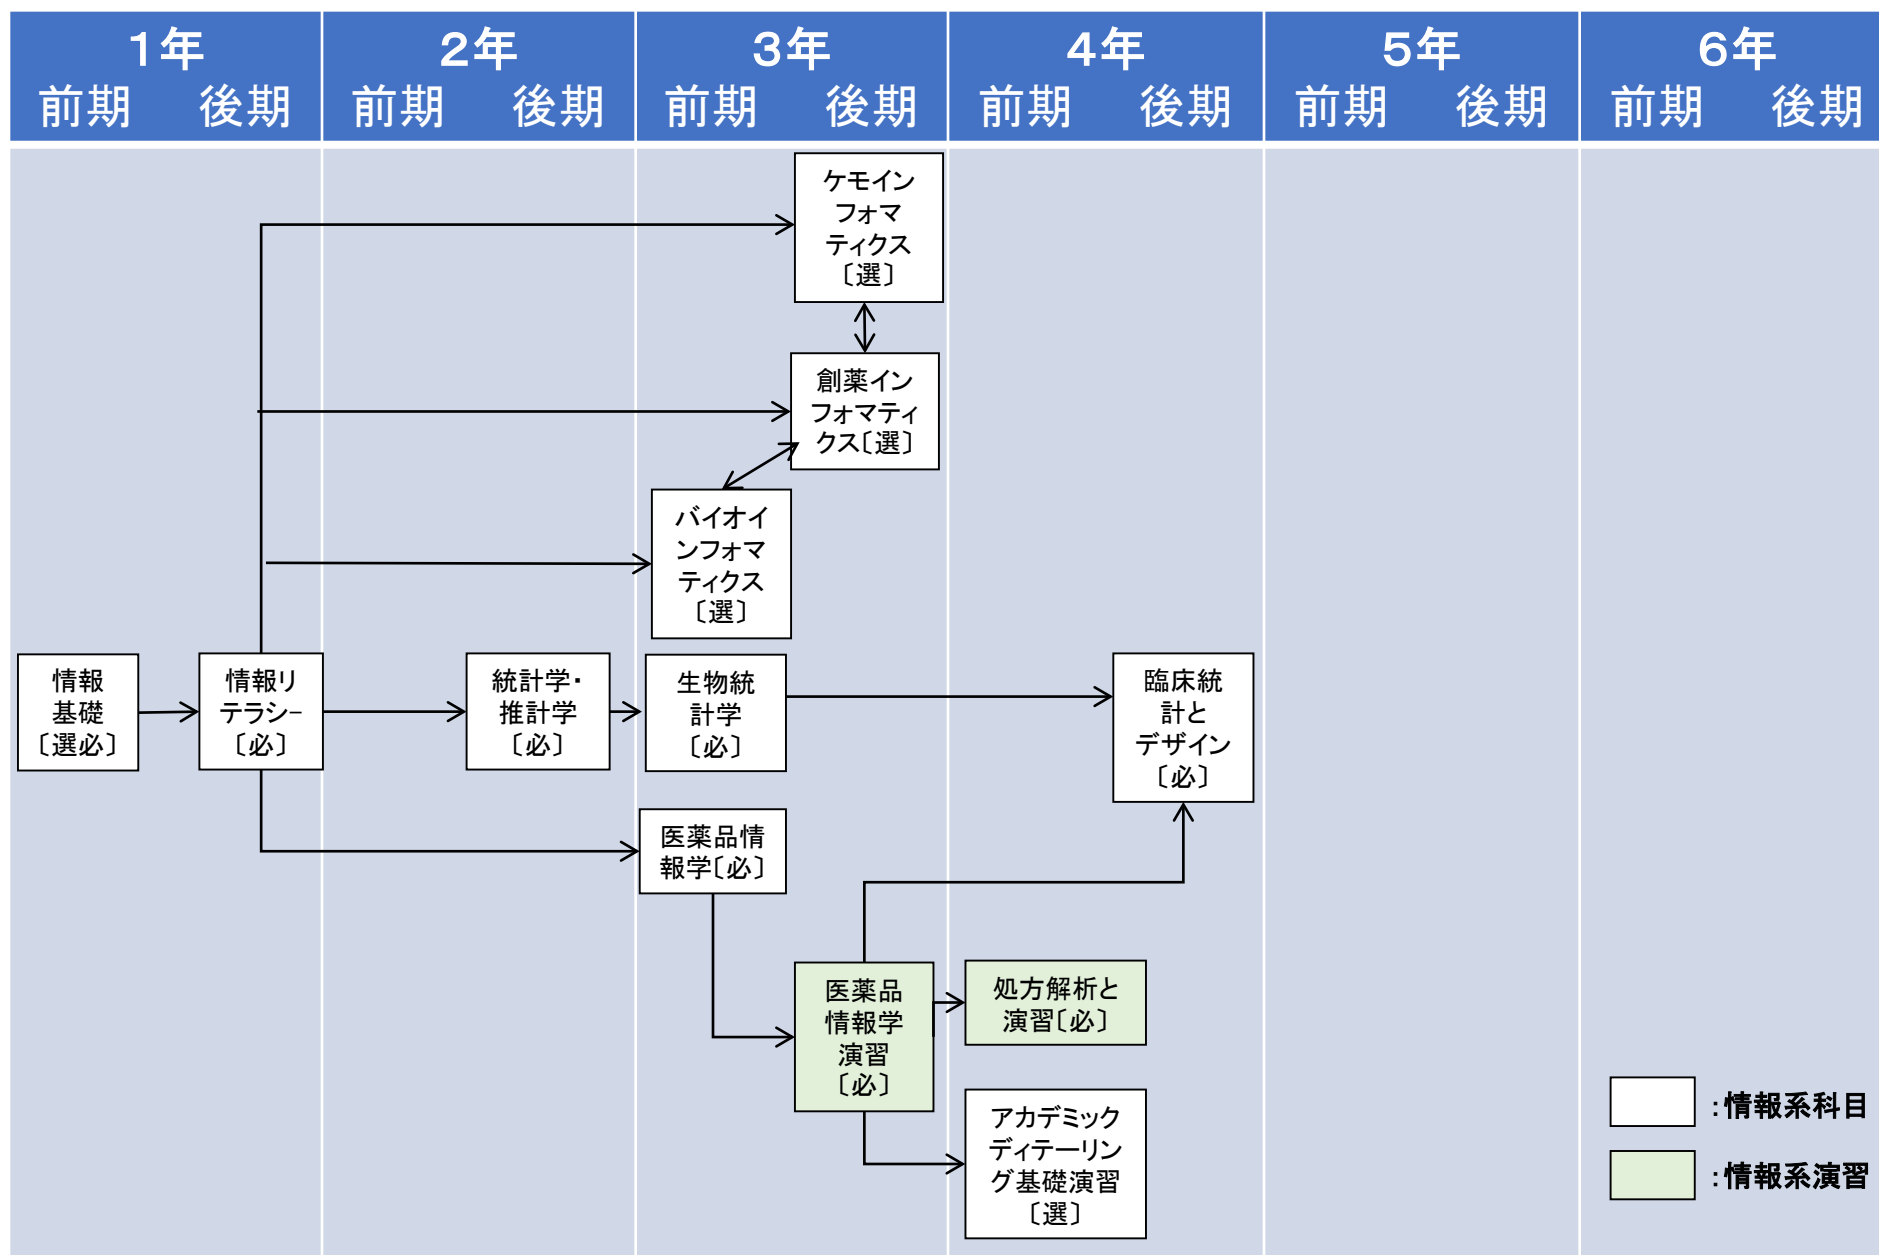 １年
２年
３年
４年
５年
６年
前期 後期
前期 後期
前期 後期
前期 後期
前期 後期
前期 後期
ケモイン
フォマ
ティクス
〔選〕
創薬イン
フォマティ
クス〔選〕
バイオイ
ンフォマ
ティクス
〔選〕
情報
基礎
〔選必〕
情報リ
テラシー
〔必〕
統計学・
推計学
〔必〕
生物統
計学
〔必〕
臨床統
計と
デザイン
〔必〕
医薬品情
報学〔必〕
医薬品
情報学
演習
〔必〕
処方解析と
演習〔必〕
アカデミック
ディテーリン
グ基礎演習
〔選〕
：情報系科目
：情報系演習